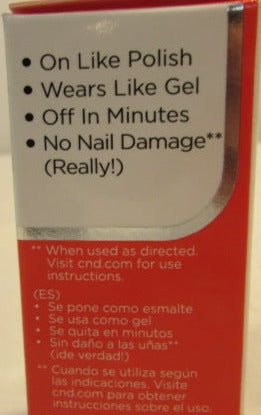 • On Like Polish
• Wears Like Gel
• Off In Minutes
• No Nail Damage**
(Really!)
** When used as directed.
Visit cnd.com for use
instructions.
(ES)
• Se pone como esmalte
• Se usa como gel
• Se quita en minutos
• Sin daño a las uñas**
(¡de verdad!)
** Cuando se utiliza según
las indicaciones. Visite
cnd.com para obtener
instrucciones sobre el uso.